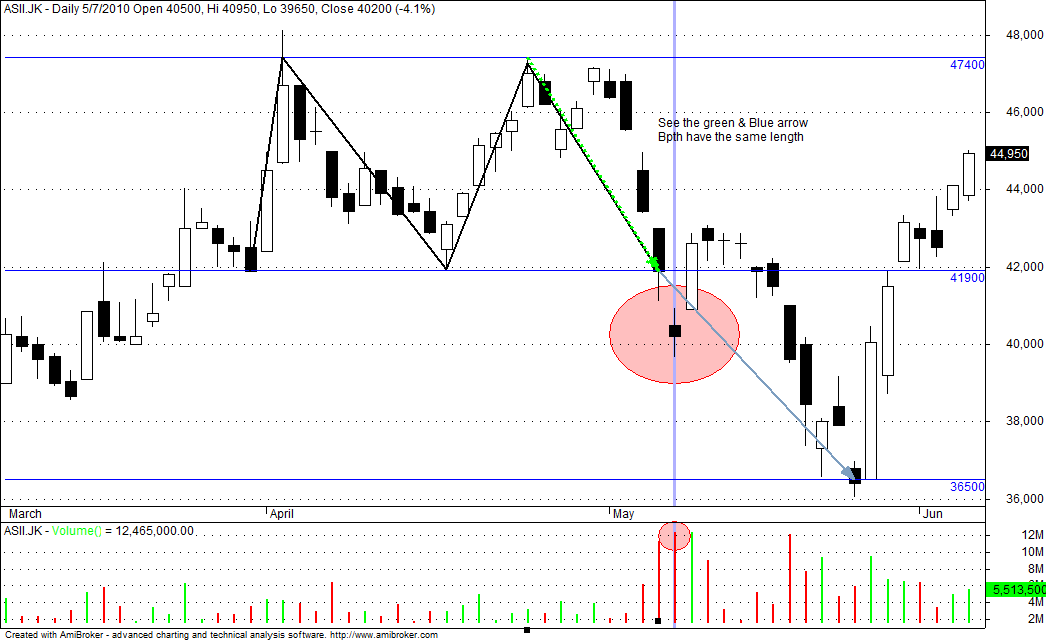 ASII.JK - Daily 5/7/2010 Open 40500, Hi 40950, Lo 39650, Close 40200 (-4.1%)
48,000
47400
46,000
See the green & Blue arrow
Bpth have the same length
44,950
44,000
42,000
41900
40,000
38,000
36500
36,000
March April May Jun
ASII.JK - Volume() = 12,465,000.00
12M
10M
8M
5,513,500
4M
2M
Created with AmiBroker - advanced charting and technical analysis software. http://www.amibroker.com